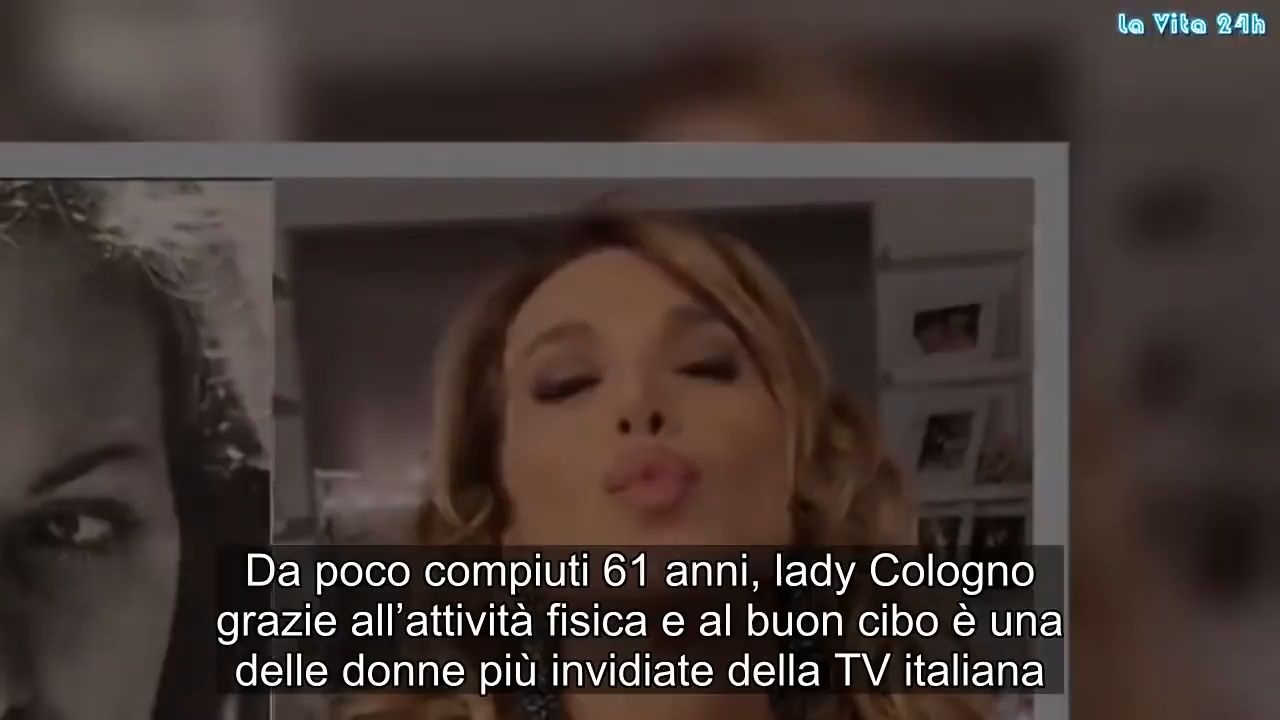 la Vita 24h
Da poco compiuti 61 anni, lady Cologno
grazie all’attività fisica e al buon cibo è una
delle donne più invidiate della TV italiana